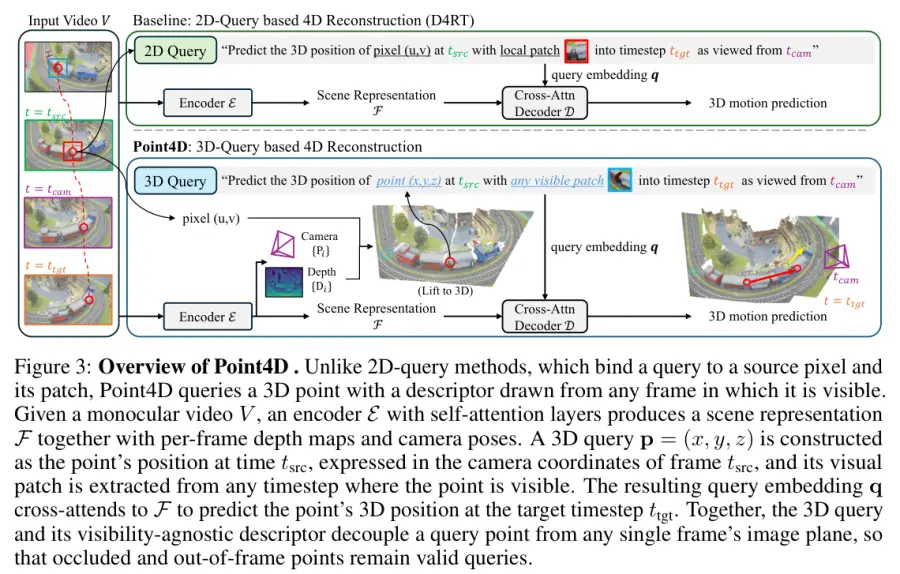 Input Video V
Baseline: 2D-Query based 4D Reconstruction (D4RT)
2D Query
“Predict the 3D position of pixel (u,v) at t_src with local patch into timestep t_tgt as viewed from t_cam”
query embedding q
Encoder ℰ
Scene Representation
ℱ
Cross-Attn
Decoder 𝒟
3D motion prediction
t = t_src
t = t_cam
t = t_tgt
Point4D: 3D-Query based 4D Reconstruction
3D Query
“Predict the 3D position of point (x,y,z) at t_src with any visible patch into timestep t_tgt as viewed from t_cam”
pixel (u,v)
Camera
{P_i}
Depth
{D_i}
(Lift to 3D)
query embedding q
t_cam
t = t_tgt
Encoder ℰ
Scene Representation
ℱ
Cross-Attn
Decoder 𝒟
3D motion prediction
Figure 3: Overview of Point4D . Unlike 2D-query methods, which bind a query to a source pixel and
its patch, Point4D queries a 3D point with a descriptor drawn from any frame in which it is visible.
Given a monocular video V, an encoder ℰ with self-attention layers produces a scene representation
ℱ together with per-frame depth maps and camera poses. A 3D query p = (x, y, z) is constructed
as the point’s position at time t_src, expressed in the camera coordinates of frame t_src, and its visual
patch is extracted from any timestep where the point is visible. The resulting query embedding q
cross-attends to ℱ to predict the point’s 3D position at the target timestep t_tgt. Together, the 3D query
and its visibility-agnostic descriptor decouple a query point from any single frame’s image plane, so
that occluded and out-of-frame points remain valid queries.